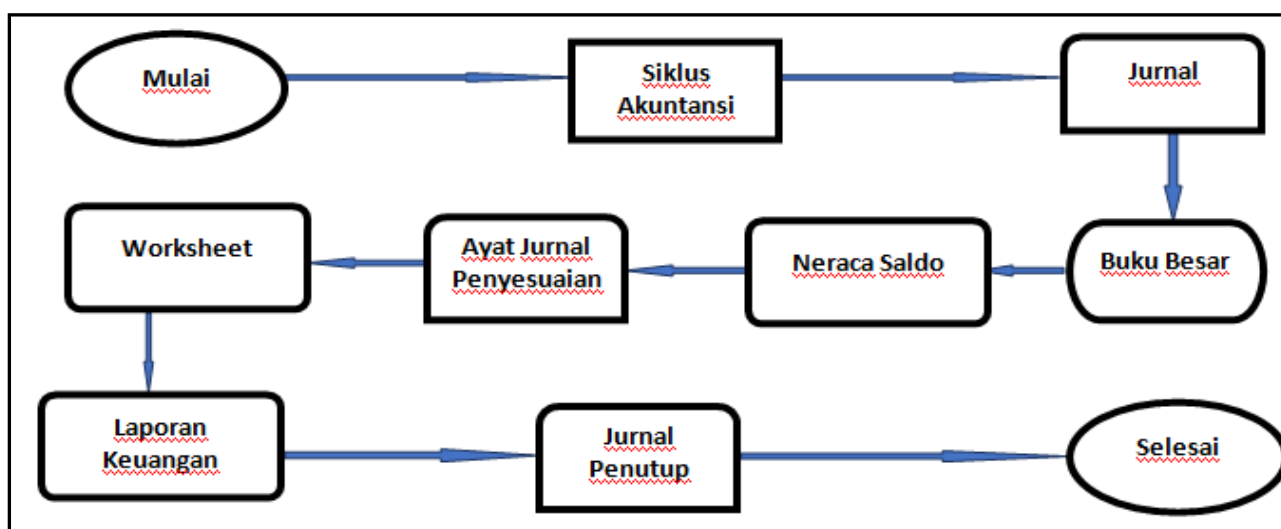 Mulai
Siklus
Akuntansi
Jurnal
Buku Besar
Neraca Saldo
Ayat Jurnal
Penyesuaian
Worksheet
Laporan
Keuangan
Jurnal
Penutup
Selesai